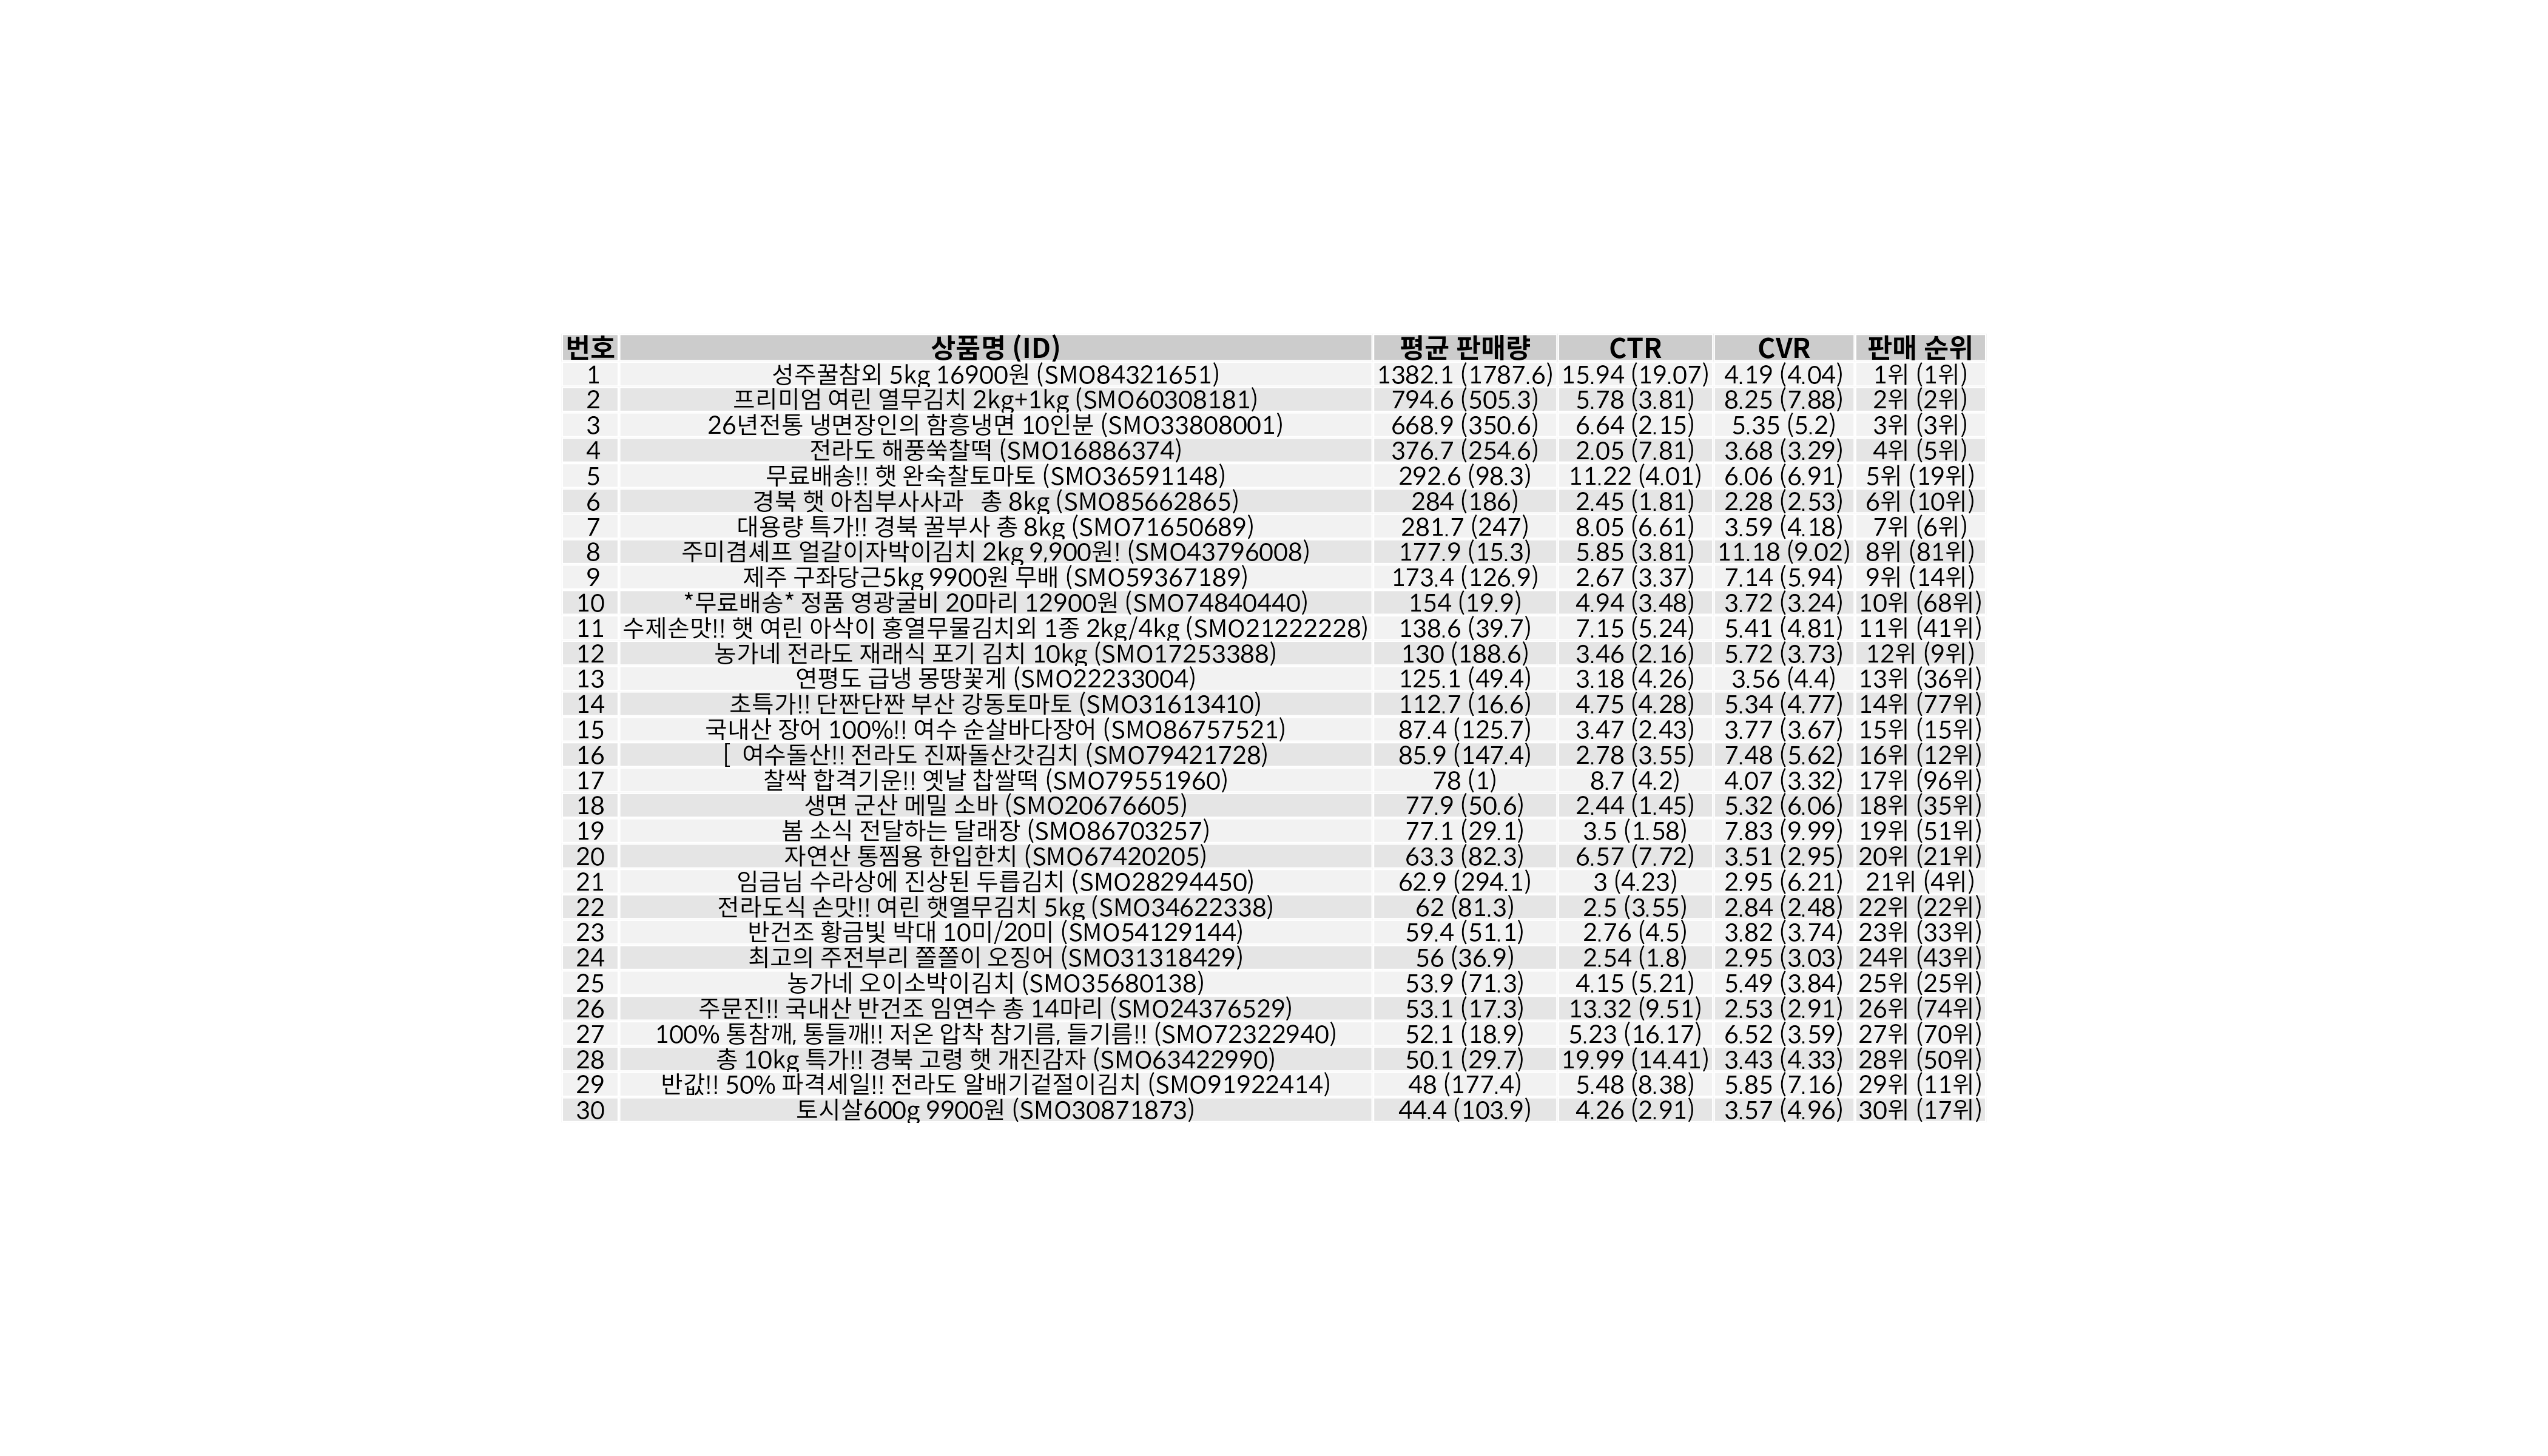 번호 상품명 (ID) 평균 판매량 CTR CVR 판매 순위
1 성주꿀참외 5kg 16900원 (SMO84321651) 1382.1 (1787.6) 15.94 (19.07) 4.19 (4.04) 1위 (1위)
2 프리미엄 여린 열무김치 2kg+1kg (SMO60308181) 794.6 (505.3) 5.78 (3.81) 8.25 (7.88) 2위 (2위)
3 26년전통 냉면장인의 함흥냉면 10인분 (SMO33808001) 668.9 (350.6) 6.64 (2.15) 5.35 (5.2) 3위 (3위)
4 전라도 해풍쑥찰떡 (SMO16886374) 376.7 (254.6) 2.05 (7.81) 3.68 (3.29) 4위 (5위)
5 무료배송!! 햇 완숙찰토마토 (SMO36591148) 292.6 (98.3) 11.22 (4.01) 6.06 (6.91) 5위 (19위)
6 경북 햇 아침부사사과 총 8kg (SMO85662865) 284 (186) 2.45 (1.81) 2.28 (2.53) 6위 (10위)
7 대용량 특가!! 경북 꿀부사 총 8kg (SMO71650689) 281.7 (247) 8.05 (6.61) 3.59 (4.18) 7위 (6위)
8 주미겸셰프 얼갈이자박이김치 2kg 9,900원! (SMO43796008) 177.9 (15.3) 5.85 (3.81) 11.18 (9.02) 8위 (81위)
9 제주 구좌당근5kg 9900원 무배 (SMO59367189) 173.4 (126.9) 2.67 (3.37) 7.14 (5.94) 9위 (14위)
10 *무료배송* 정품 영광굴비 20마리 12900원 (SMO74840440) 154 (19.9) 4.94 (3.48) 3.72 (3.24) 10위 (68위)
11 수제손맛!! 햇 여린 아삭이 홍열무물김치외 1종 2kg/4kg (SMO21222228) 138.6 (39.7) 7.15 (5.24) 5.41 (4.81) 11위 (41위)
12 농가네 전라도 재래식 포기 김치 10kg (SMO17253388) 130 (188.6) 3.46 (2.16) 5.72 (3.73) 12위 (9위)
13 연평도 급냉 몽땅꽃게 (SMO22233004) 125.1 (49.4) 3.18 (4.26) 3.56 (4.4) 13위 (36위)
14 초특가!! 단짠단짠 부산 강동토마토 (SMO31613410) 112.7 (16.6) 4.75 (4.28) 5.34 (4.77) 14위 (77위)
15 국내산 장어 100%!! 여수 순살바다장어 (SMO86757521) 87.4 (125.7) 3.47 (2.43) 3.77 (3.67) 15위 (15위)
16 [ 여수돌산!! 전라도 진짜돌산갓김치 (SMO79421728) 85.9 (147.4) 2.78 (3.55) 7.48 (5.62) 16위 (12위)
17 찰싹 합격기운!! 옛날 찹쌀떡 (SMO79551960) 78 (1) 8.7 (4.2) 4.07 (3.32) 17위 (96위)
18 생면 군산 메밀 소바 (SMO20676605) 77.9 (50.6) 2.44 (1.45) 5.32 (6.06) 18위 (35위)
19 봄 소식 전달하는 달래장 (SMO86703257) 77.1 (29.1) 3.5 (1.58) 7.83 (9.99) 19위 (51위)
20 자연산 통찜용 한입한치 (SMO67420205) 63.3 (82.3) 6.57 (7.72) 3.51 (2.95) 20위 (21위)
21 임금님 수라상에 진상된 두릅김치 (SMO28294450) 62.9 (294.1) 3 (4.23) 2.95 (6.21) 21위 (4위)
22 전라도식 손맛!! 여린 햇열무김치 5kg (SMO34622338) 62 (81.3) 2.5 (3.55) 2.84 (2.48) 22위 (22위)
23 반건조 황금빛 박대 10미/20미 (SMO54129144) 59.4 (51.1) 2.76 (4.5) 3.82 (3.74) 23위 (33위)
24 최고의 주전부리 쫄쫄이 오징어 (SMO31318429) 56 (36.9) 2.54 (1.8) 2.95 (3.03) 24위 (43위)
25 농가네 오이소박이김치 (SMO35680138) 53.9 (71.3) 4.15 (5.21) 5.49 (3.84) 25위 (25위)
26 주문진!! 국내산 반건조 임연수 총 14마리 (SMO24376529) 53.1 (17.3) 13.32 (9.51) 2.53 (2.91) 26위 (74위)
27 100% 통참깨, 통들깨!! 저온 압착 참기름, 들기름!! (SMO72322940) 52.1 (18.9) 5.23 (16.17) 6.52 (3.59) 27위 (70위)
28 총 10kg 특가!! 경북 고령 햇 개진감자 (SMO63422990) 50.1 (29.7) 19.99 (14.41) 3.43 (4.33) 28위 (50위)
29 반값!! 50% 파격세일!! 전라도 알배기겉절이김치 (SMO91922414) 48 (177.4) 5.48 (8.38) 5.85 (7.16) 29위 (11위)
30 토시살600g 9900원 (SMO30871873) 44.4 (103.9) 4.26 (2.91) 3.57 (4.96) 30위 (17위)